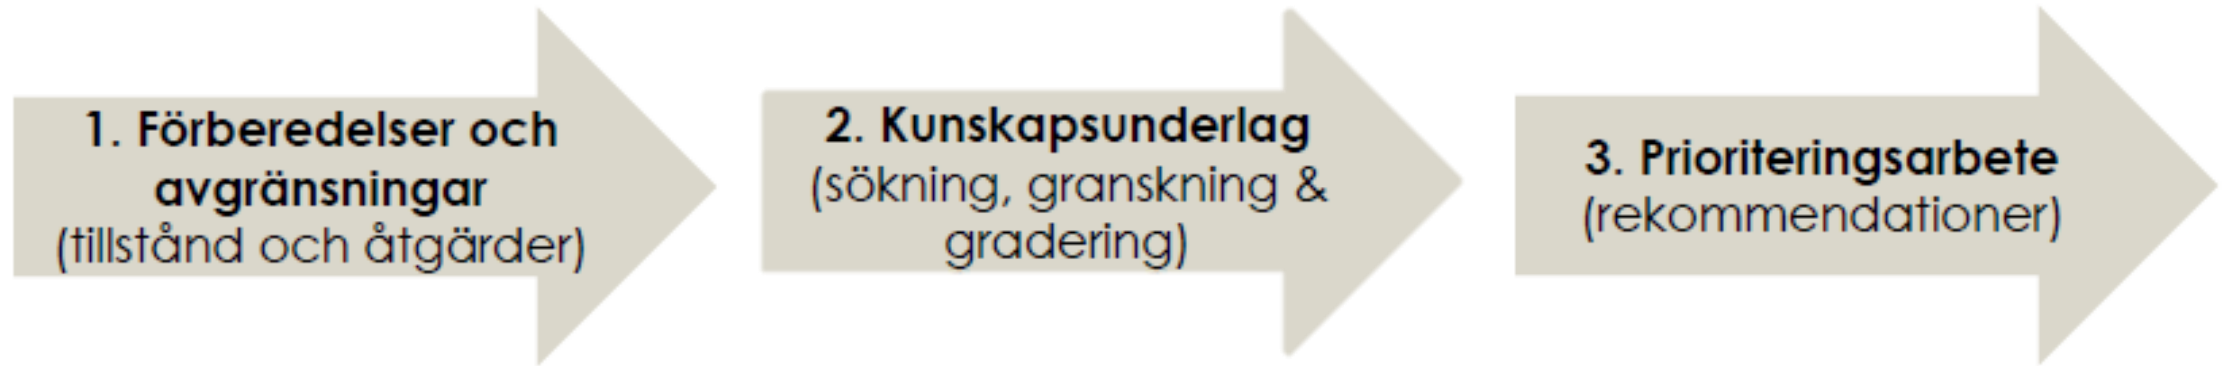 1. Förberedelser och
avgränsningar
(tillstånd och åtgärder)
2. Kunskapsunderlag
(sökning, granskning &
gradering)
3. Prioriteringsarbete
(rekommendationer)